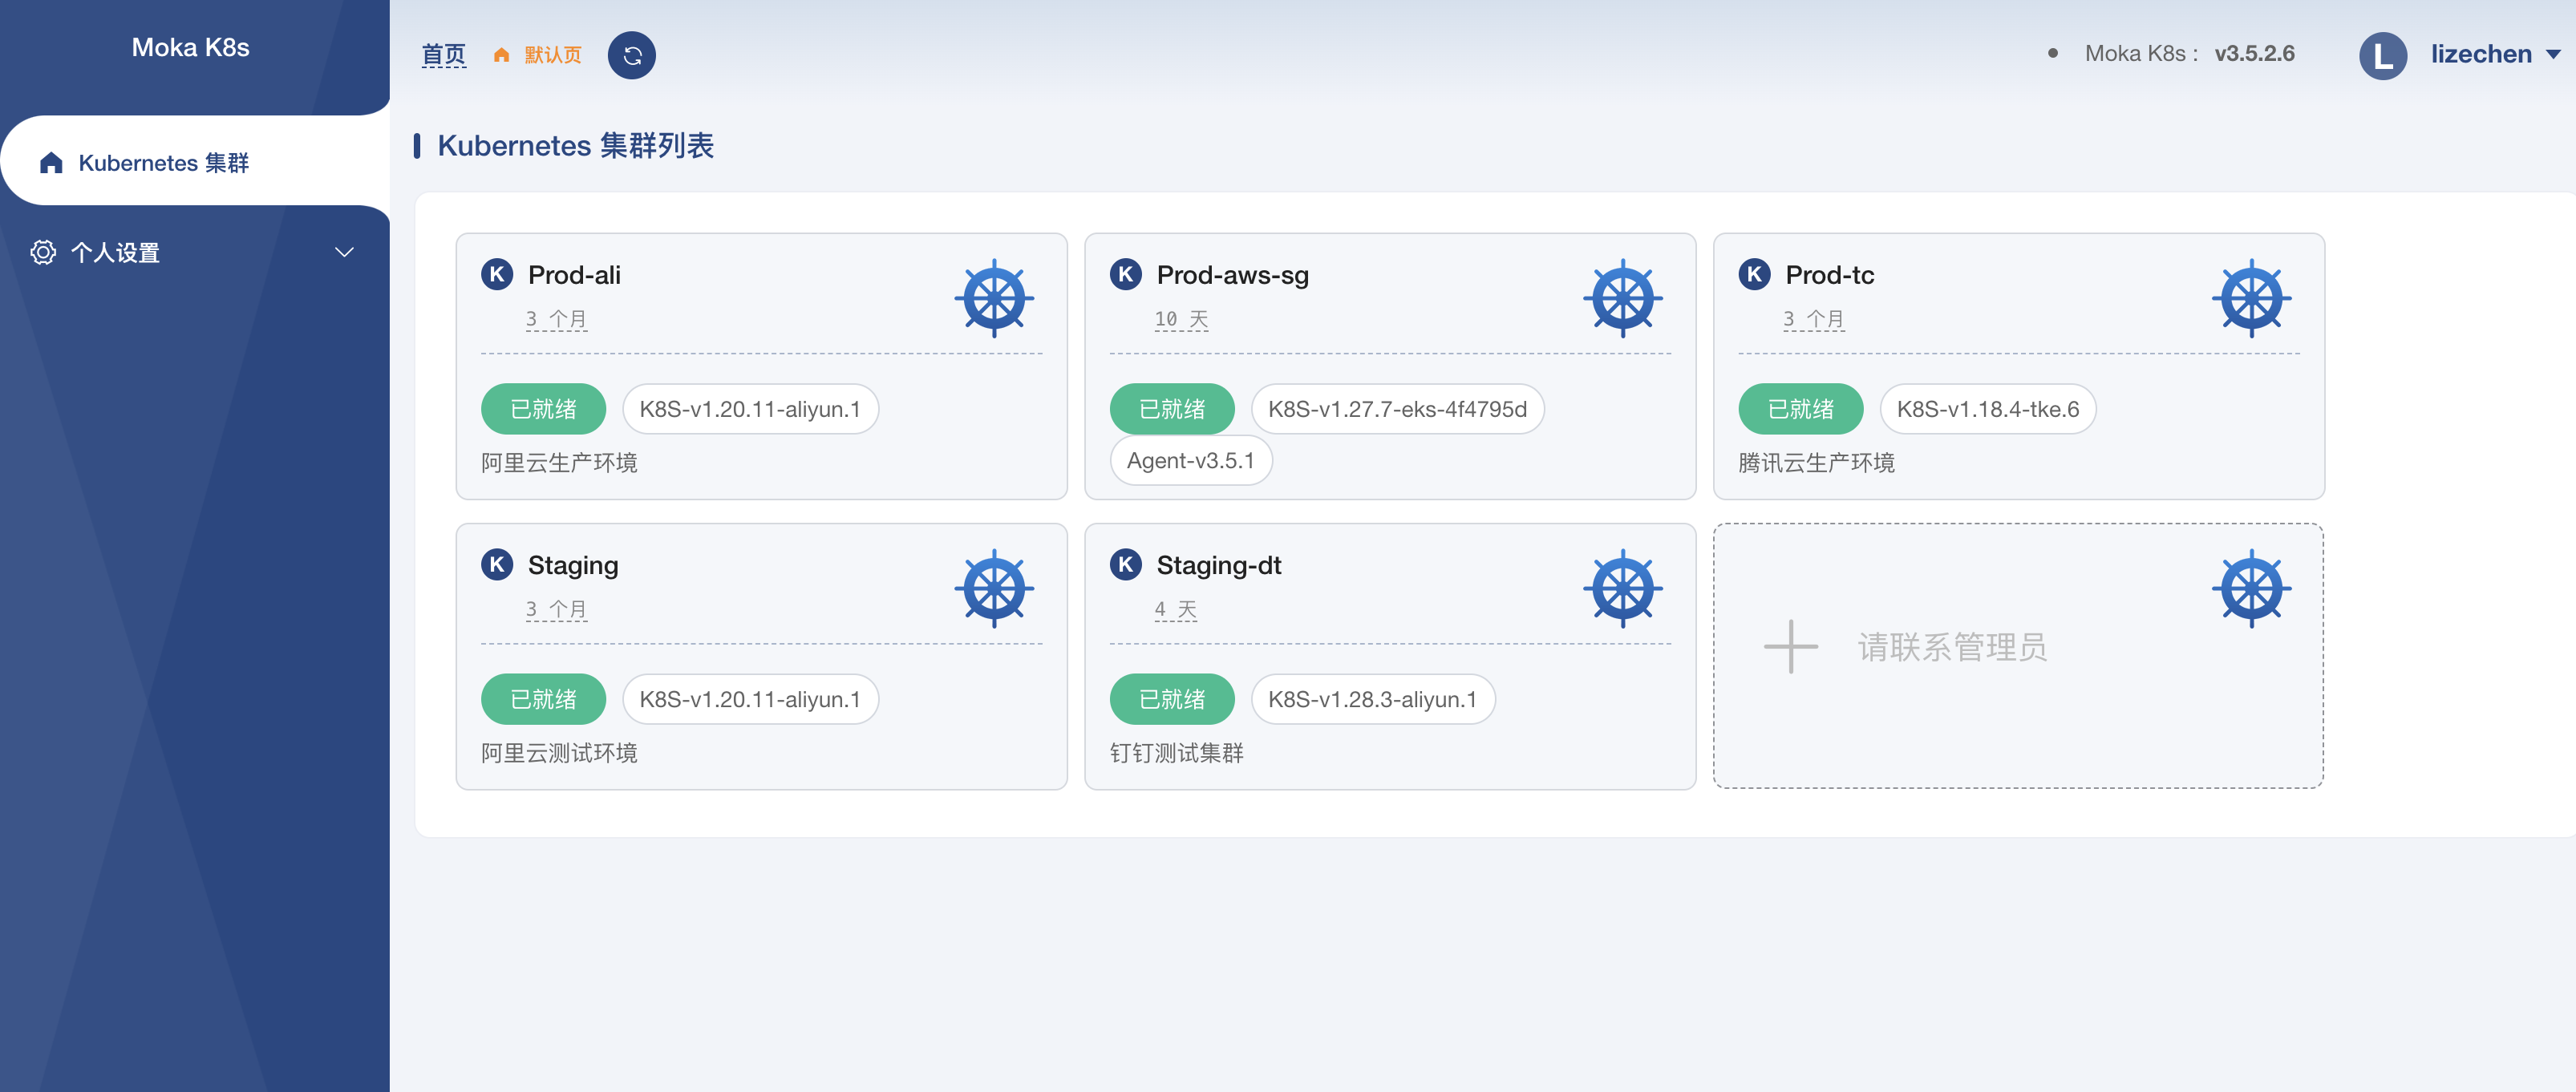 Moka K8s
Kubernetes 集群
个人设置
首页 默认页
Moka K8s : v3.5.2.6
L lizechen
Kubernetes 集群列表
K Prod-ali
3 个月
已就绪 K8S-v1.20.11-aliyun.1
阿里云生产环境
K Prod-aws-sg
10 天
已就绪 K8S-v1.27.7-eks-4f4795d
Agent-v3.5.1
K Prod-tc
3 个月
已就绪 K8S-v1.18.4-tke.6
腾讯云生产环境
K Staging
3 个月
已就绪 K8S-v1.20.11-aliyun.1
阿里云测试环境
K Staging-dt
4 天
已就绪 K8S-v1.28.3-aliyun.1
钉钉测试集群
请联系管理员